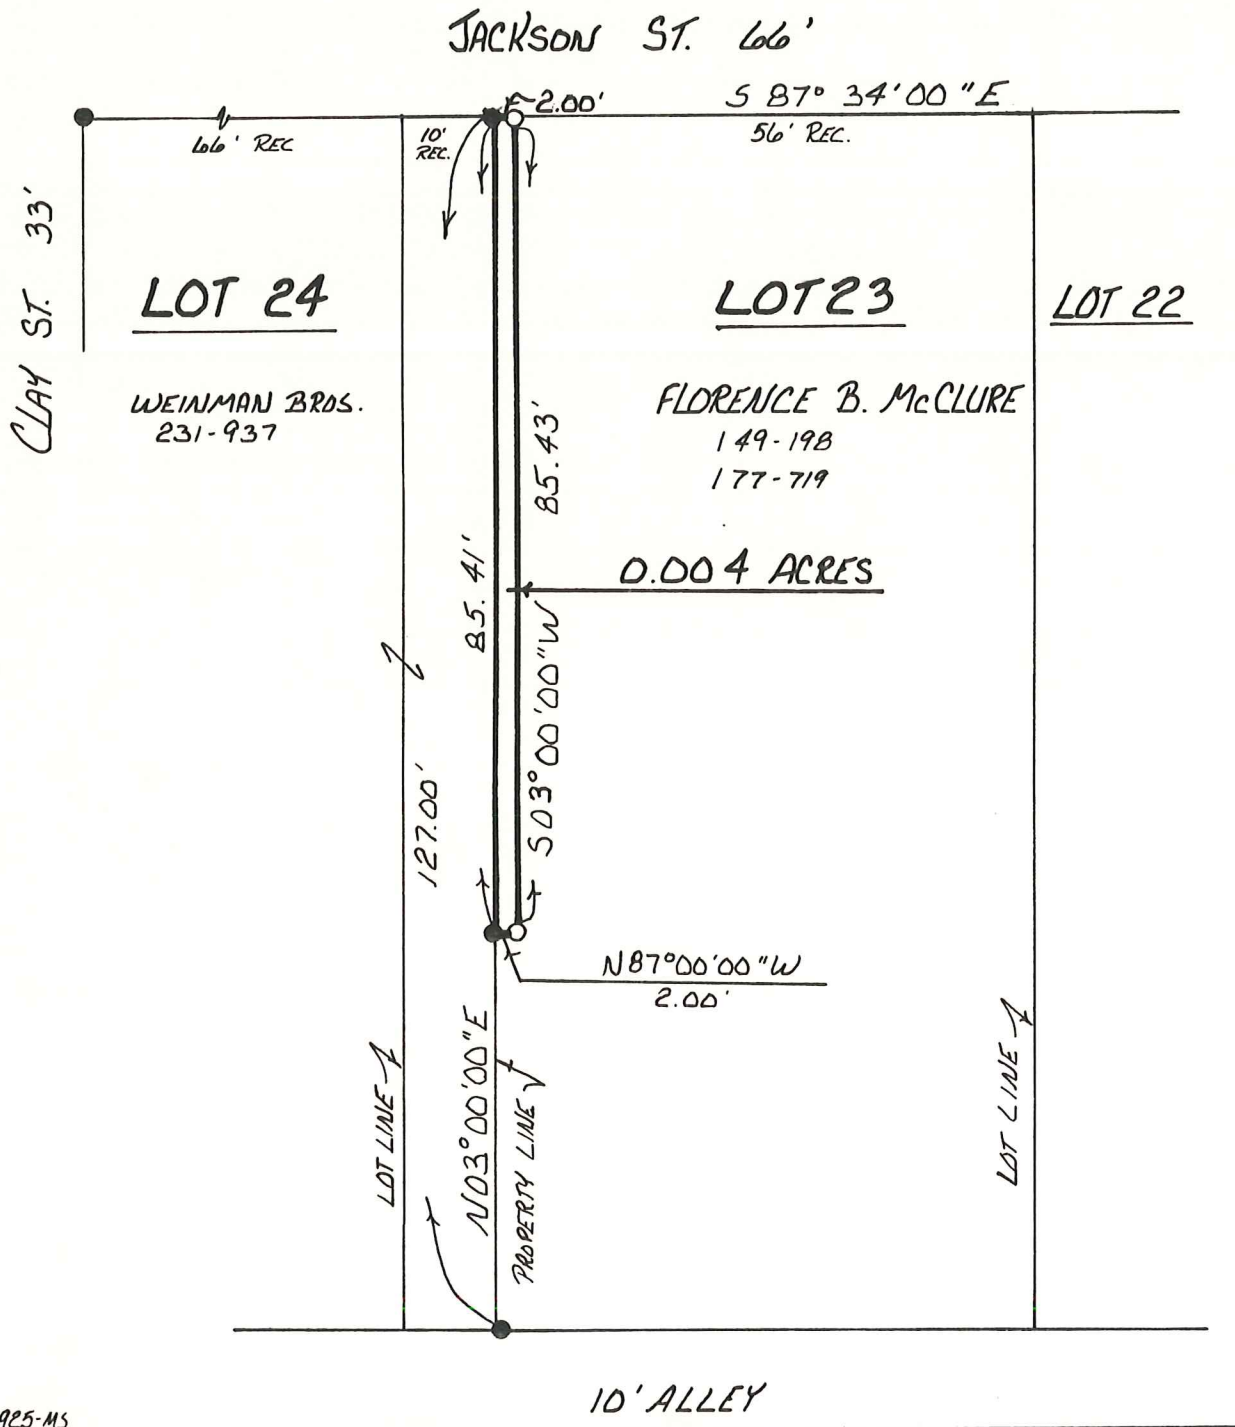 JACKSON ST. 66'
2.00'
S 87° 34'00"E
66' REC
10'
REC.
56' REC.
CLAY ST. 33'
LOT 24
LOT 23
LOT 22
WEINMAN BROS.
231-937
FLORENCE B. McCLURE
149-198
177-719
85.43'
85.41'
0.004 ACRES
S03°00'00"W
127.00'
N87°00'00"W
2.00'
N03°00'00"E
LOT LINE
PROPERTY LINE
LOT LINE
10' ALLEY
925-MS